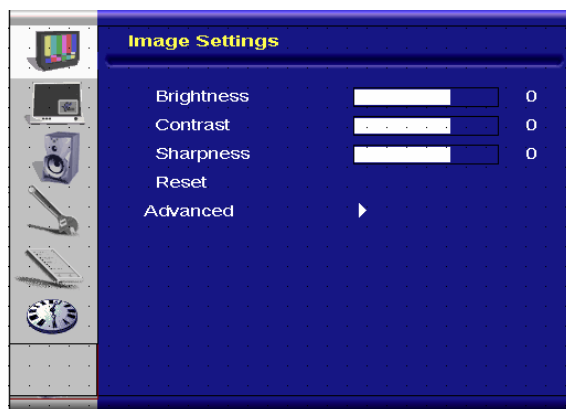 Image Settings
Brightness 0
Contrast 0
Sharpness 0
Reset
Advanced